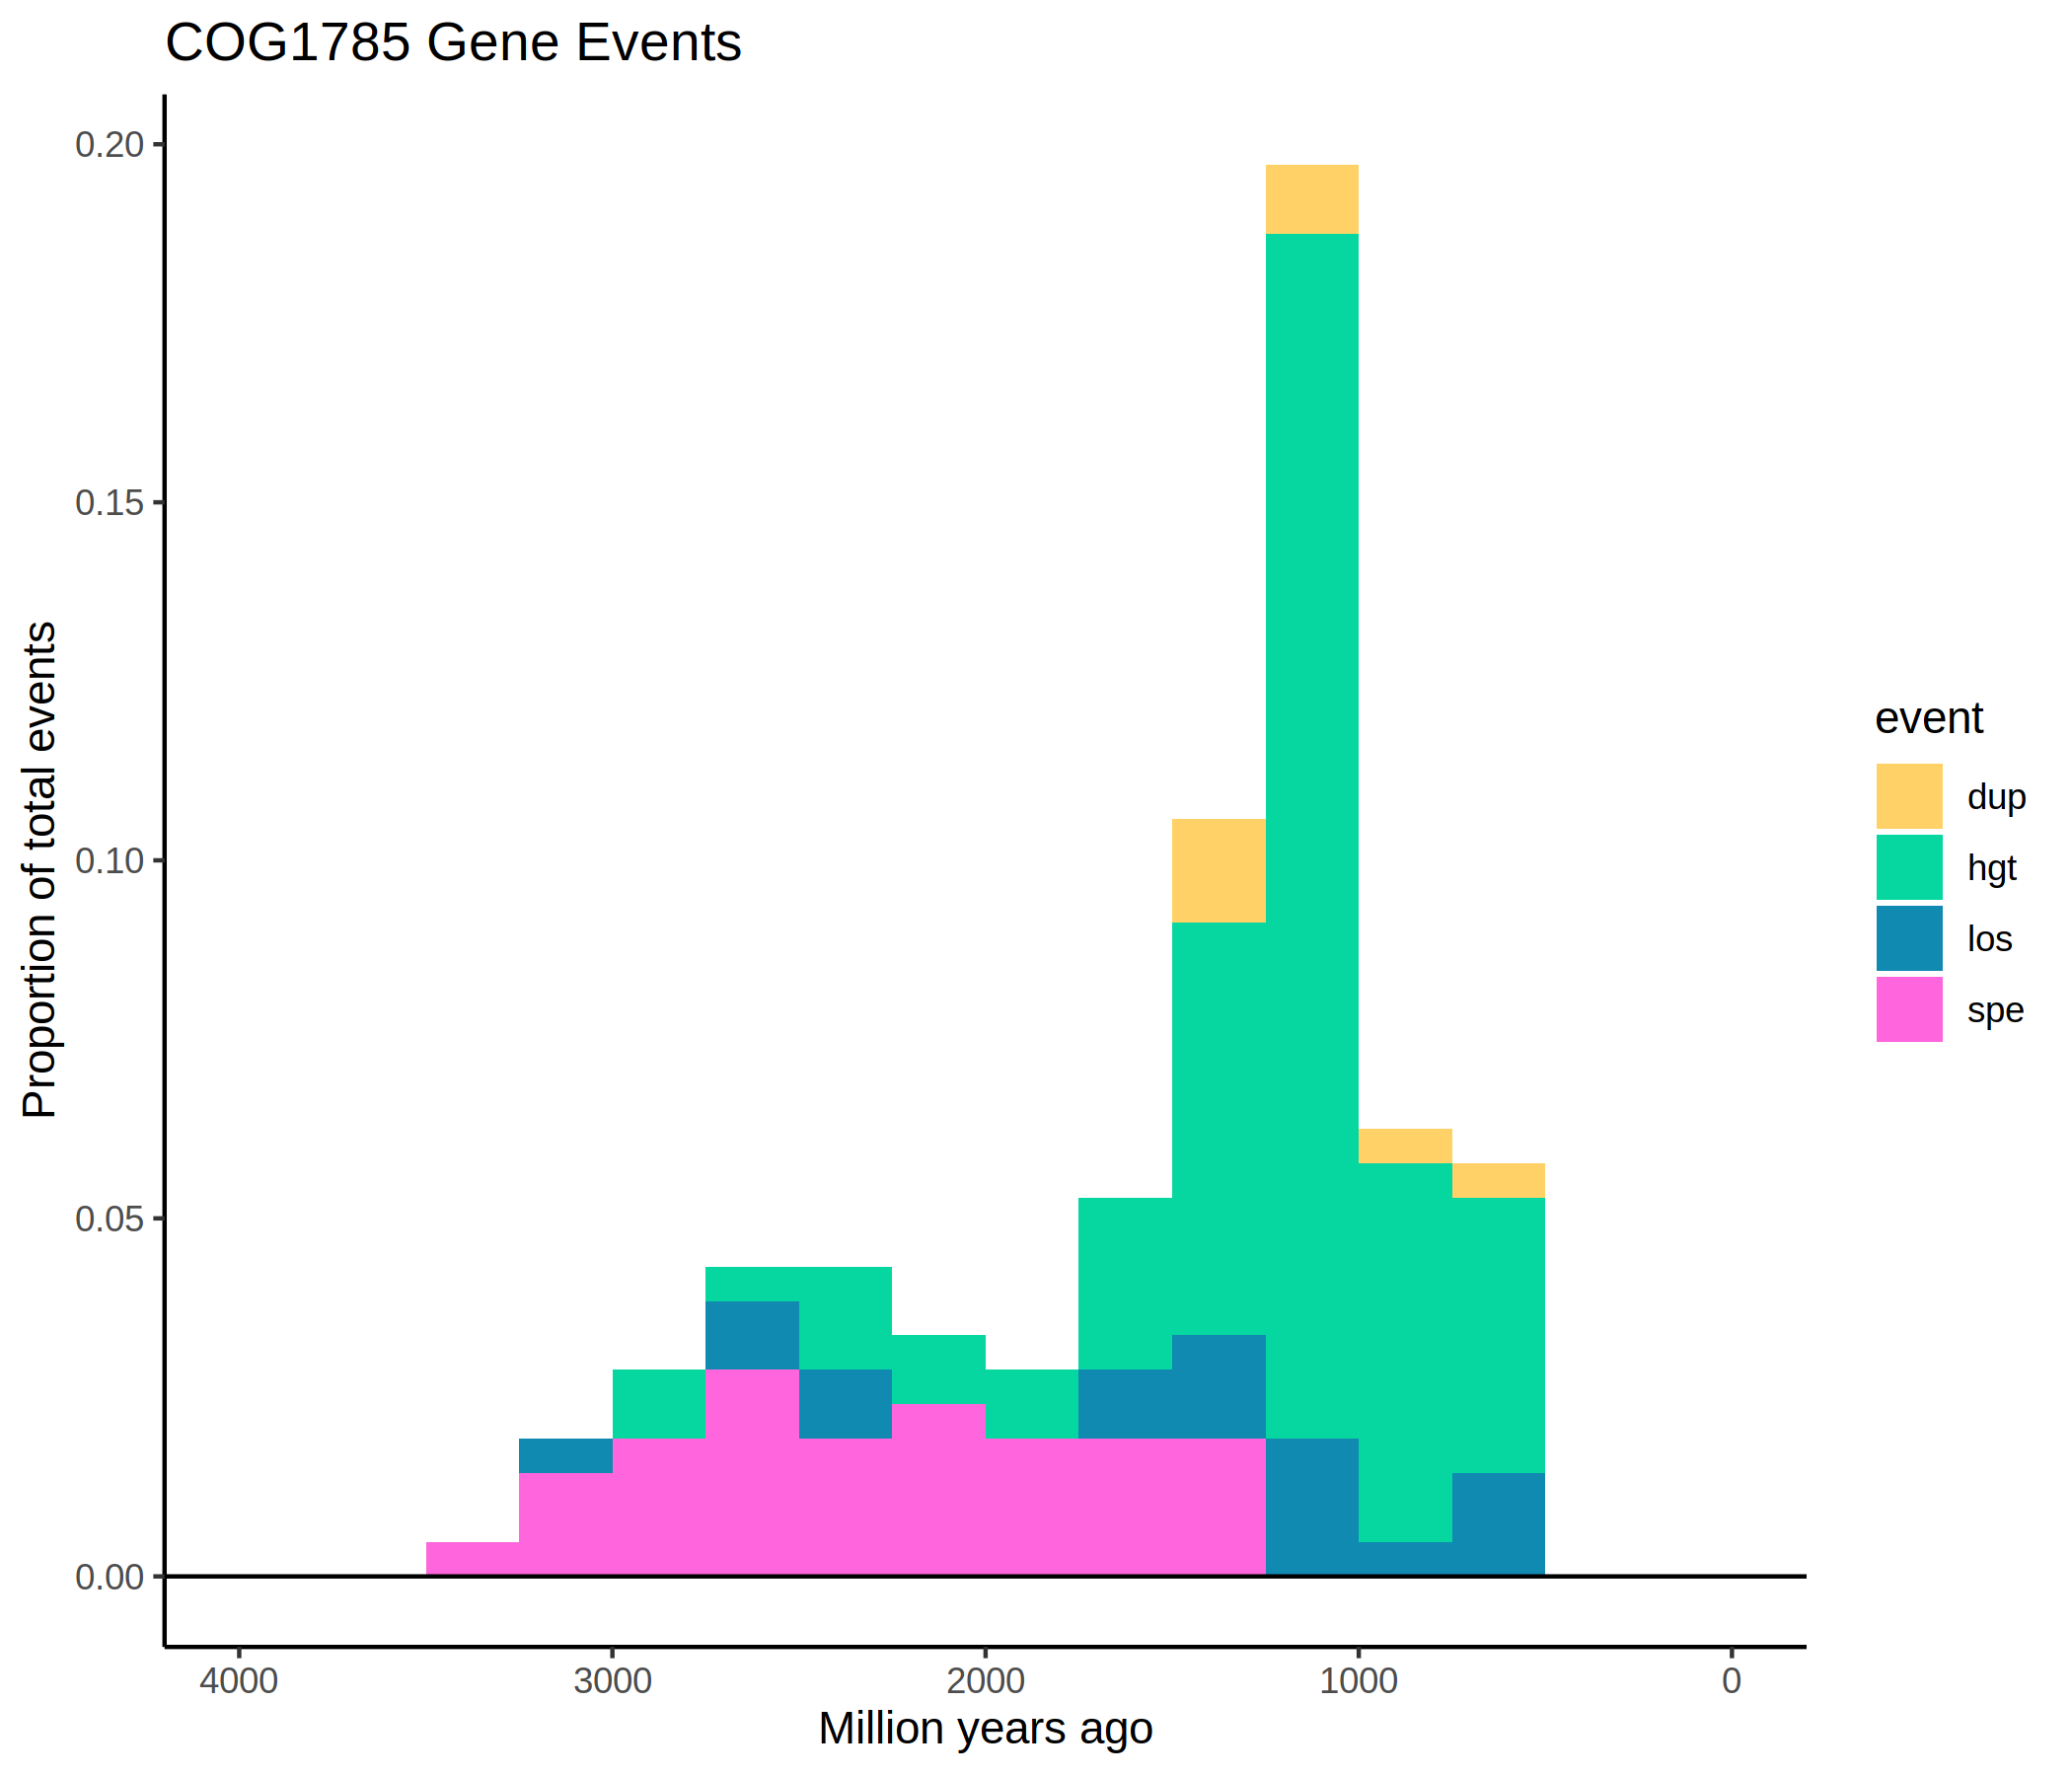 COG1785 Gene Events
Proportion of total events
0.20
0.15
0.10
0.05
0.00
4000 3000 2000 1000 0
Million years ago
event
dup
hgt
los
spe